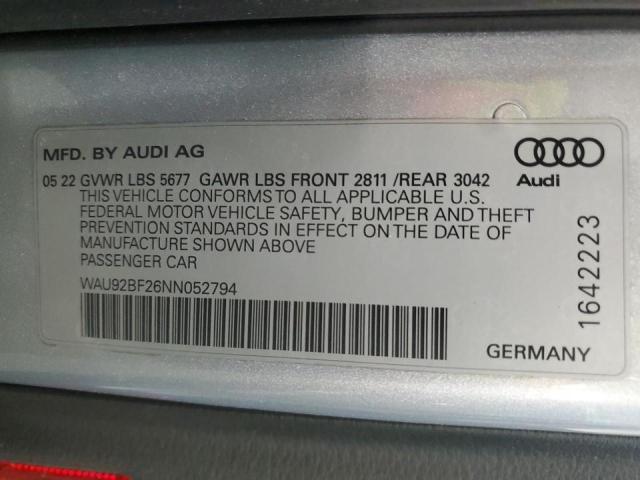 MFD. BY AUDI AG
05 22 GVWR LBS 5677 GAWR LBS FRONT 2811 /REAR 3042
THIS VEHICLE CONFORMS TO ALL APPLICABLE U.S.
FEDERAL MOTOR VEHICLE SAFETY, BUMPER AND THEFT
PREVENTION STANDARDS IN EFFECT ON THE DATE OF
MANUFACTURE SHOWN ABOVE
PASSENGER CAR
WAU92BF26NN052794
Audi
1642223
GERMANY